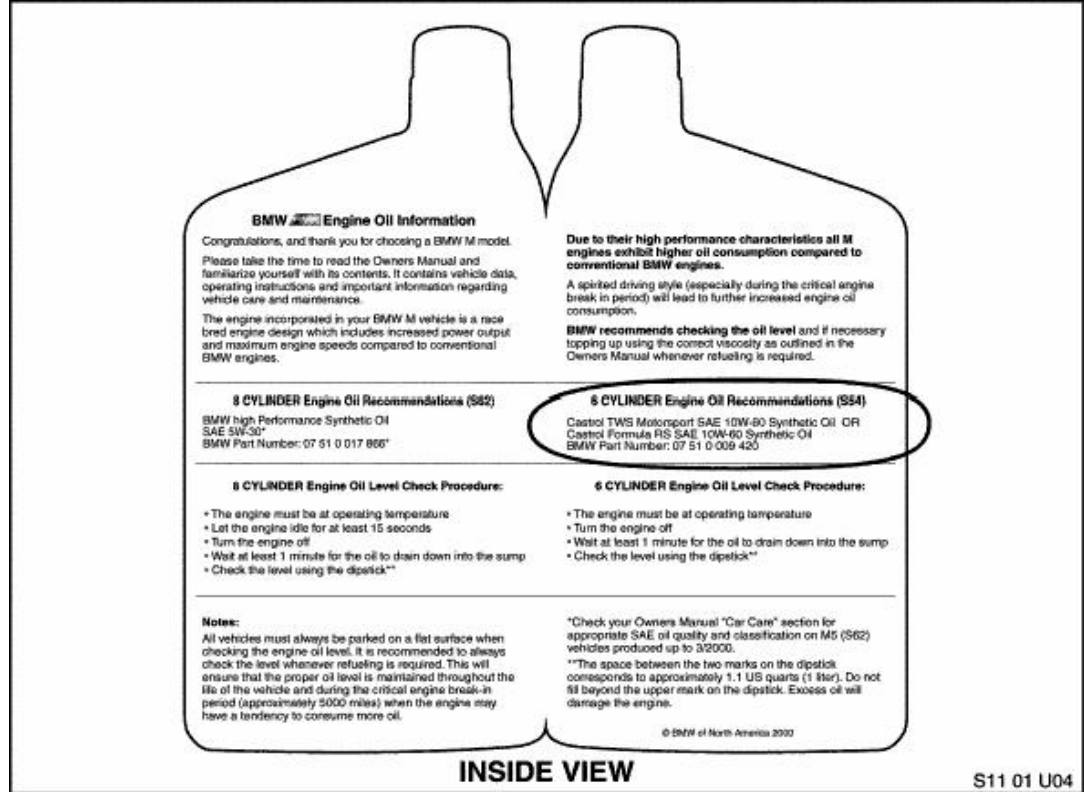 BMW Engine Oil Information
Congratulations, and thank you for choosing a BMW M model.
Please take the time to read the Owners Manual and
familiarize yourself with its contents. It contains vehicle data,
operating instructions and important information regarding
vehicle care and maintenance.
The engine incorporated in your BMW M vehicle is a race
bred engine design which includes increased power output
and maximum engine speeds compared to conventional
BMW engines.
Due to their high performance characteristics all M
engines exhibit higher oil consumption compared to
conventional BMW engines.
A spirited driving style (especially during the critical engine
break in period) will lead to further increased engine oil
consumption.
BMW recommends checking the oil level and if necessary
topping up using the correct viscosity as outlined in the
Owners Manual whenever refueling is required.
8 CYLINDER Engine Oil Recommendations (S62)
BMW high Performance Synthetic Oil
SAE 5W-30*
BMW Part Number: 07 51 0 017 866*
6 CYLINDER Engine Oil Recommendations (S54)
Castrol TWS Motorsport SAE 10W-60 Synthetic Oil OR
Castrol Formula RS SAE 10W-60 Synthetic Oil
BMW Part Number: 07 51 0 009 420
8 CYLINDER Engine Oil Level Check Procedure:
• The engine must be at operating temperature
• Let the engine idle for at least 15 seconds
• Turn the engine off
• Wait at least 1 minute for the oil to drain down into the sump
• Check the level using the dipstick**
6 CYLINDER Engine Oil Level Check Procedure:
• The engine must be at operating temperature
• Turn the engine off
• Wait at least 1 minute for the oil to drain down into the sump
• Check the level using the dipstick**
Notes:
All vehicles must always be parked on a flat surface when
checking the engine oil level. It is recommended to always
check the level whenever refueling is required. This will
ensure that the proper oil level is maintained throughout the
life of the vehicle and during the critical engine break-in
period (approximately 5000 miles) when the engine may
have a tendency to consume more oil.
*Check your Owners Manual "Car Care" section for
appropriate SAE oil quality and classification on M5 (S62)
vehicles produced up to 3/2000.
**The space between the two marks on the dipstick
corresponds to approximately 1.1 US quarts (1 liter). Do not
fill beyond the upper mark on the dipstick. Excess oil will
damage the engine.
© BMW of North America 2000
INSIDE VIEW
S11 01 U04